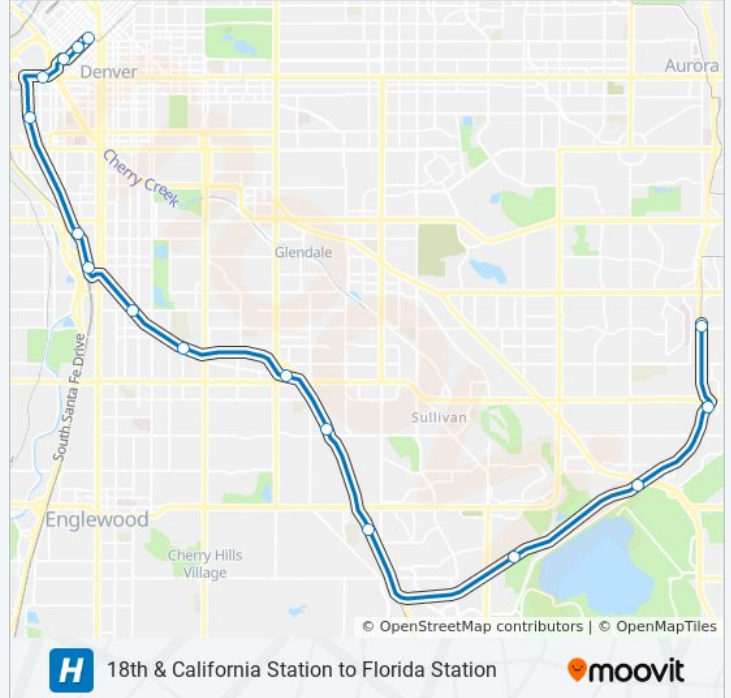 Denver
Aurora
Cherry Creek
Glendale
South Santa Fe Drive
Sullivan
Englewood
Cherry Hills
Village
© OpenStreetMap contributors | © OpenMapTiles
H 18th & California Station to Florida Station moovit